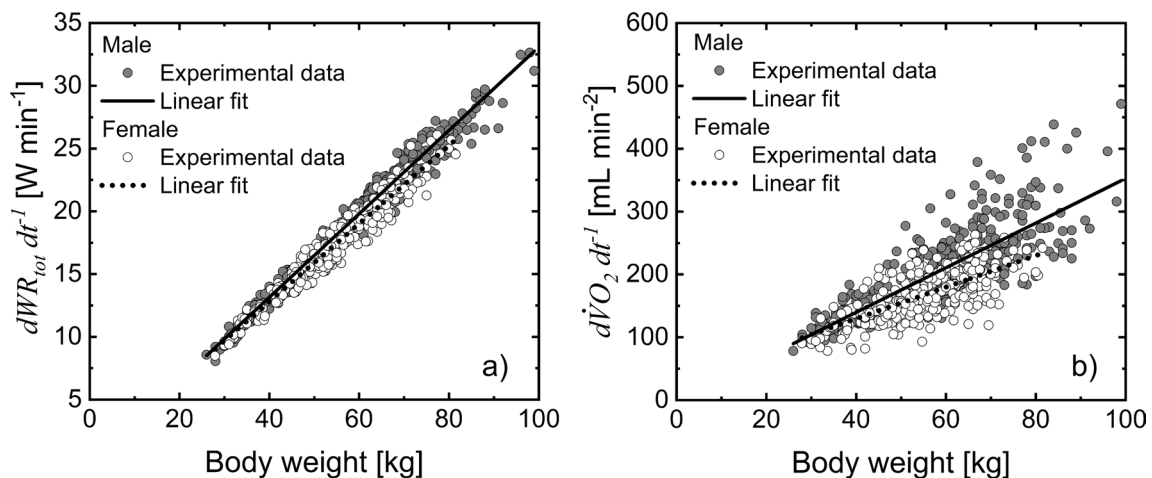 35
30
25
20
15
10
5
0
20
40
60
80
100
dWR_tot dt⁻¹ [W min⁻¹]
Body weight [kg]
Male
Experimental data
Linear fit
Female
Experimental data
Linear fit
a)
600
500
400
300
200
100
0
0
20
40
60
80
100
dV̇O₂ dt⁻¹ [mL min⁻²]
Body weight [kg]
Male
Experimental data
Linear fit
Female
Experimental data
Linear fit
b)